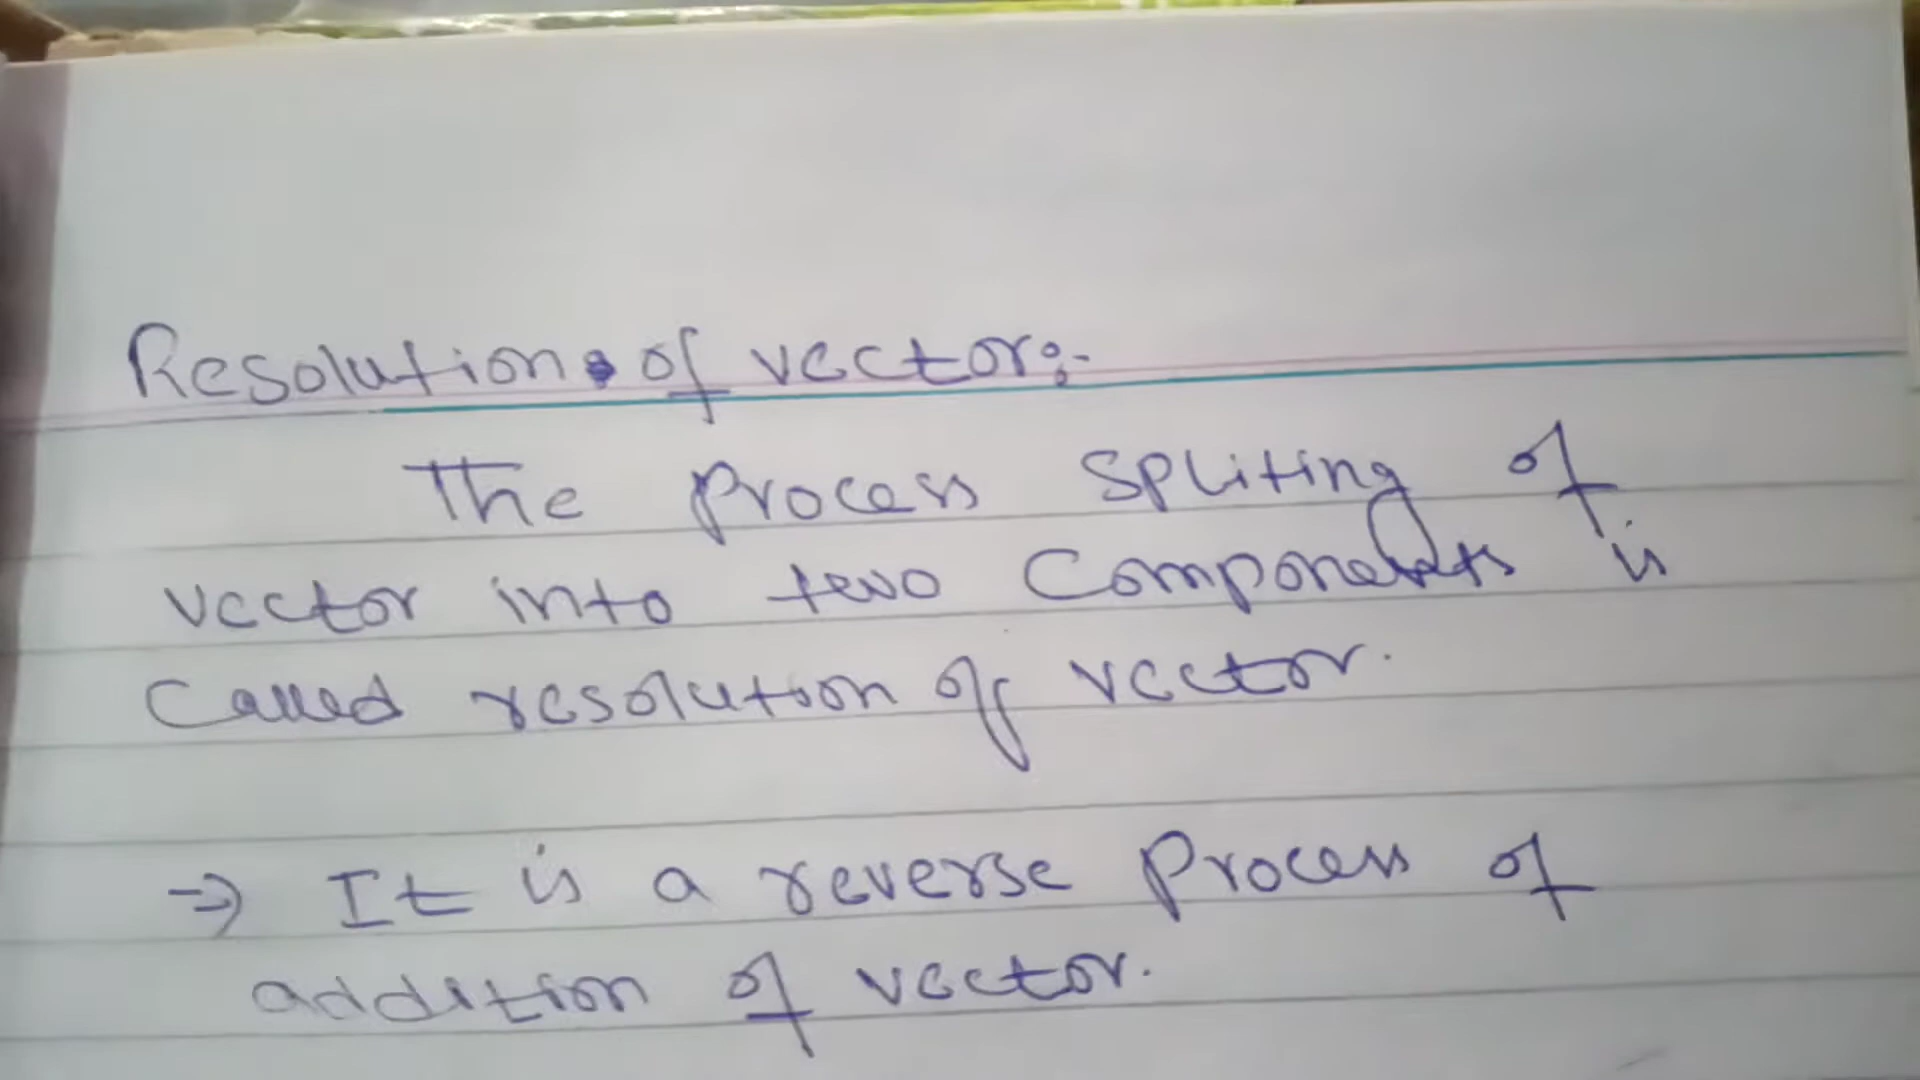 Resolution of vector:-
The process spliting of
vector into two Components is
Called resolution of vector.
⇒ It is a reverse process of
addition of vector.